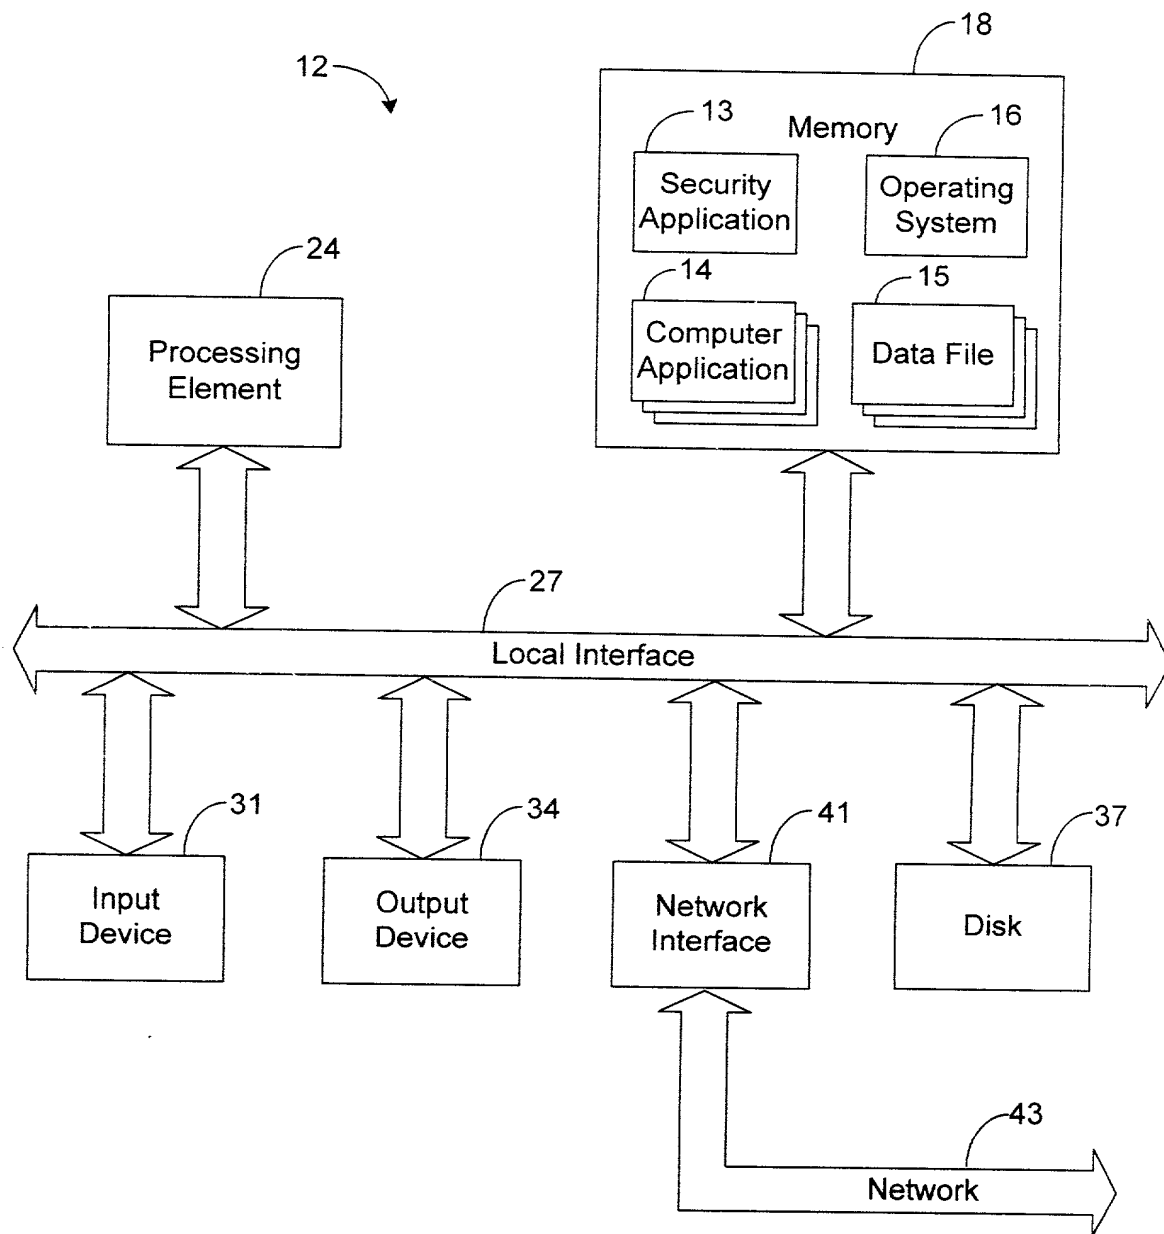 18
12
13
Memory
16
Security
Application
Operating
System
24
14
15
Processing
Element
Computer
Application
Data File
27
Local Interface
31
34
41
37
Input
Device
Output
Device
Network
Interface
Disk
43
Network